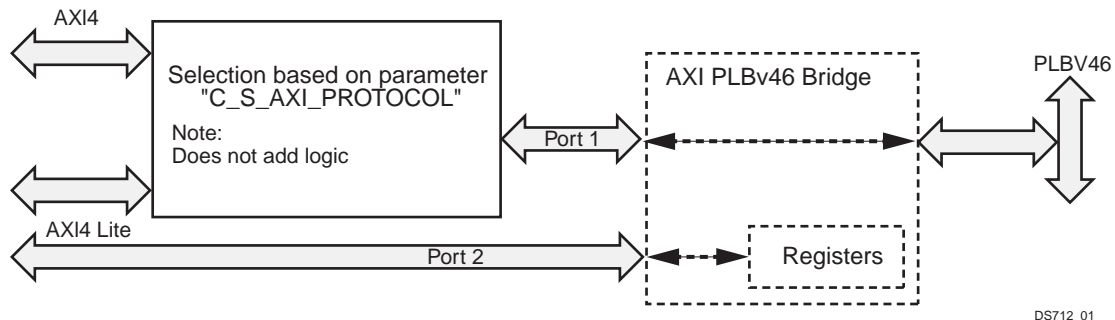 AXI4
Selection based on parameter
"C_S_AXI_PROTOCOL"
Note:
Does not add logic
Port 1
AXI PLBv46 Bridge
PLBV46
AXI4 Lite
Port 2
Registers
DS712_01